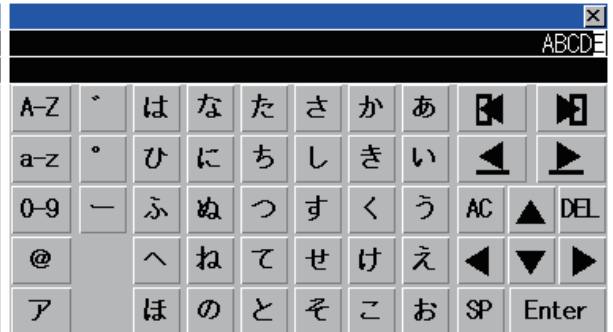 ABCDE
A-Z ゛ は な た さ か あ
a-z ゜ ひ に ち し き い
0-9 ー ふ ぬ つ す く う AC DEL
@ へ ね て せ け え
ア ほ の と そ こ お SP Enter